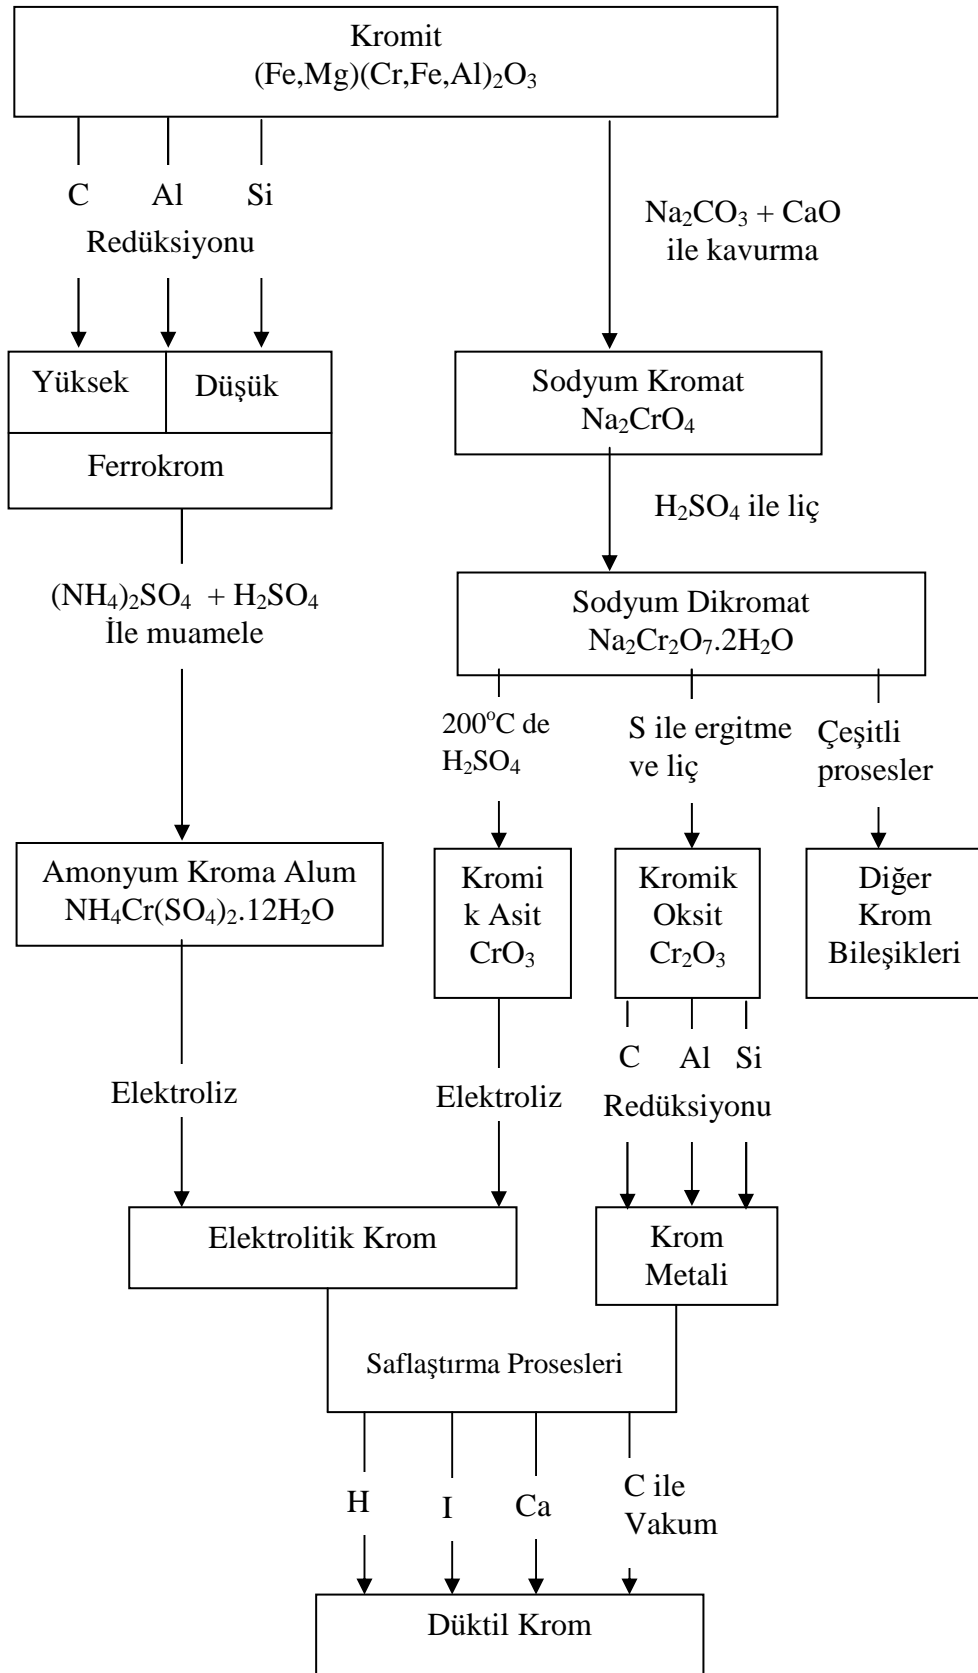 Kromit
(Fe,Mg)(Cr,Fe,Al)₂O₃
C Al Si
Redüksiyonu
Na₂CO₃ + CaO
ile kavurma
Yüksek
Düşük
Ferrokrom
Sodyum Kromat
Na₂CrO₄
H₂SO₄ ile liç
(NH₄)₂SO₄ + H₂SO₄
İle muamele
Sodyum Dikromat
Na₂Cr₂O₇.2H₂O
200°C de
H₂SO₄
S ile ergitme
ve liç
Çeşitli
prosesler
Amonyum Kroma Alum
NH₄Cr(SO₄)₂.12H₂O
Kromi
k Asit
CrO₃
Kromik
Oksit
Cr₂O₃
Diğer
Krom
Bileşikleri
C Al Si
Redüksiyonu
Elektroliz
Elektroliz
Elektrolitik Krom
Krom
Metali
Saflaştırma Prosesleri
H
I
Ca
C ile
Vakum
Düktil Krom